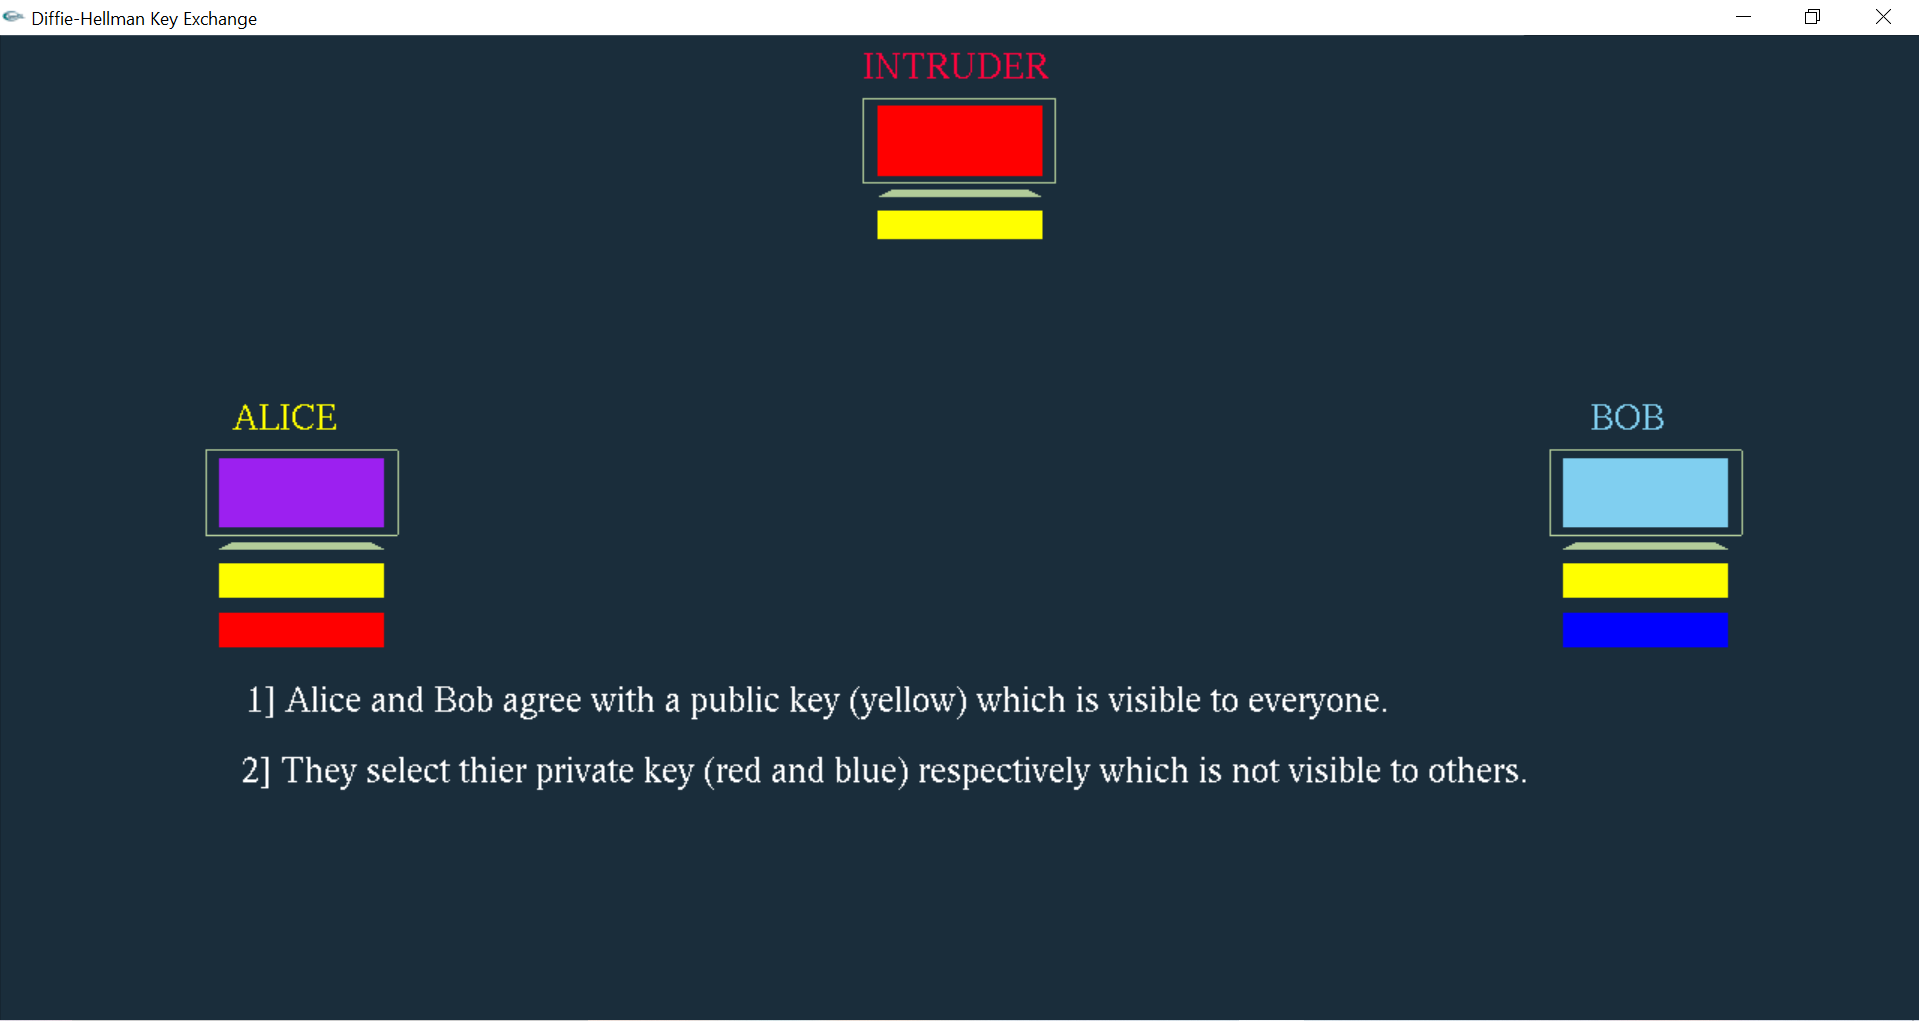 Diffie-Hellman Key Exchange
INTRUDER
ALICE
BOB
1] Alice and Bob agree with a public key (yellow) which is visible to everyone.
2] They select thier private key (red and blue) respectively which is not visible to others.